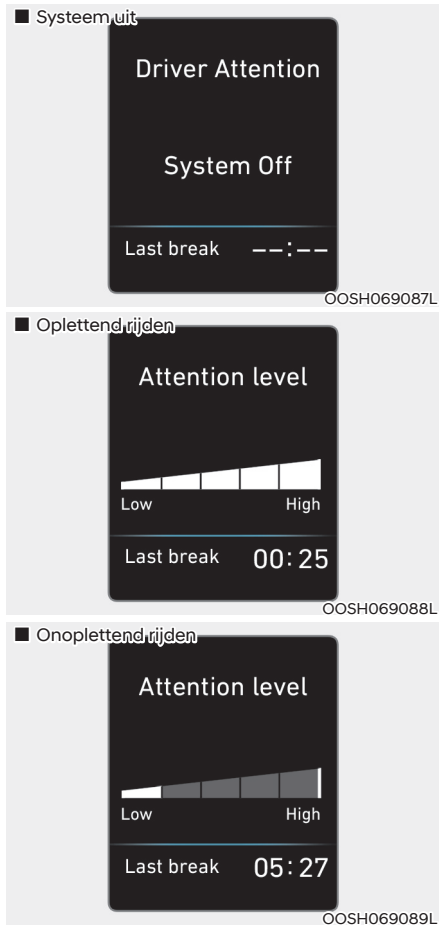 ■ Systeem uit
Driver Attention
System Off
Last break --:--
OOSH069087L
■ Oplettend rijden
Attention level
Low High
Last break 00:25
OOSH069088L
■ Onoplettend rijden
Attention level
Low High
Last break 05:27
OOSH069089L